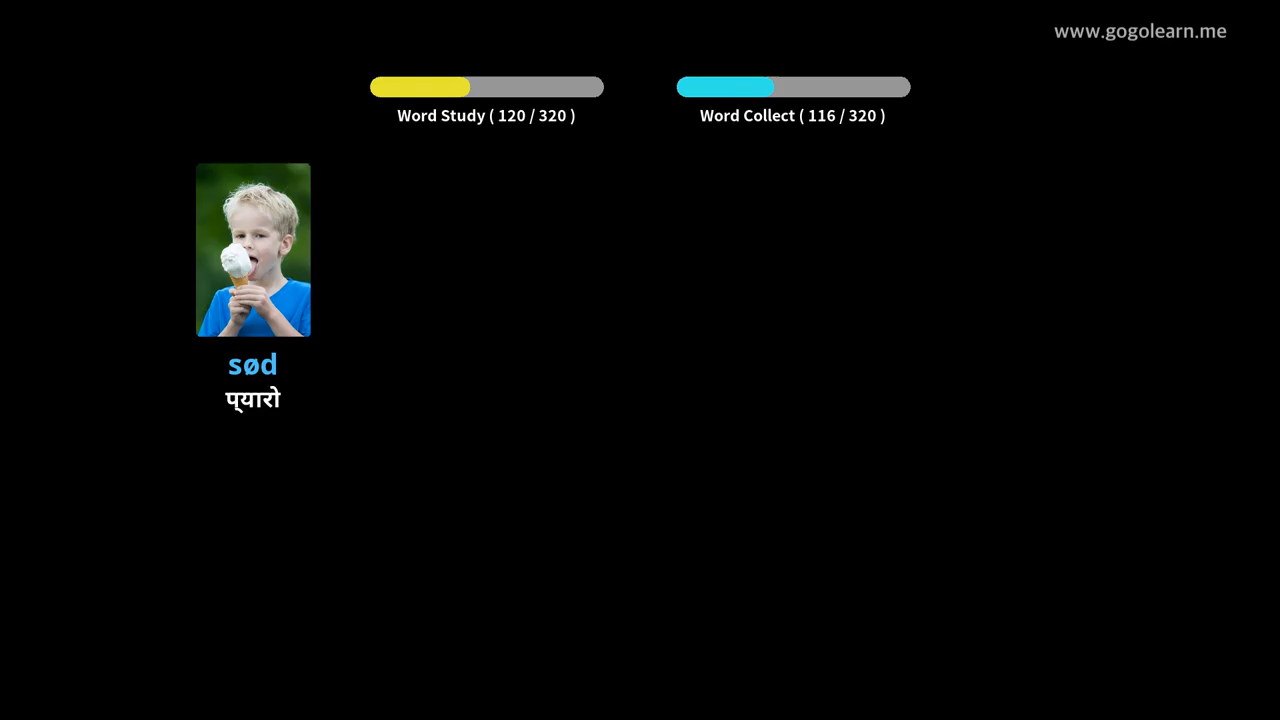 www.gogolearn.me
Word Study ( 120 / 320 )
Word Collect ( 116 / 320 )
sød
प्यारो